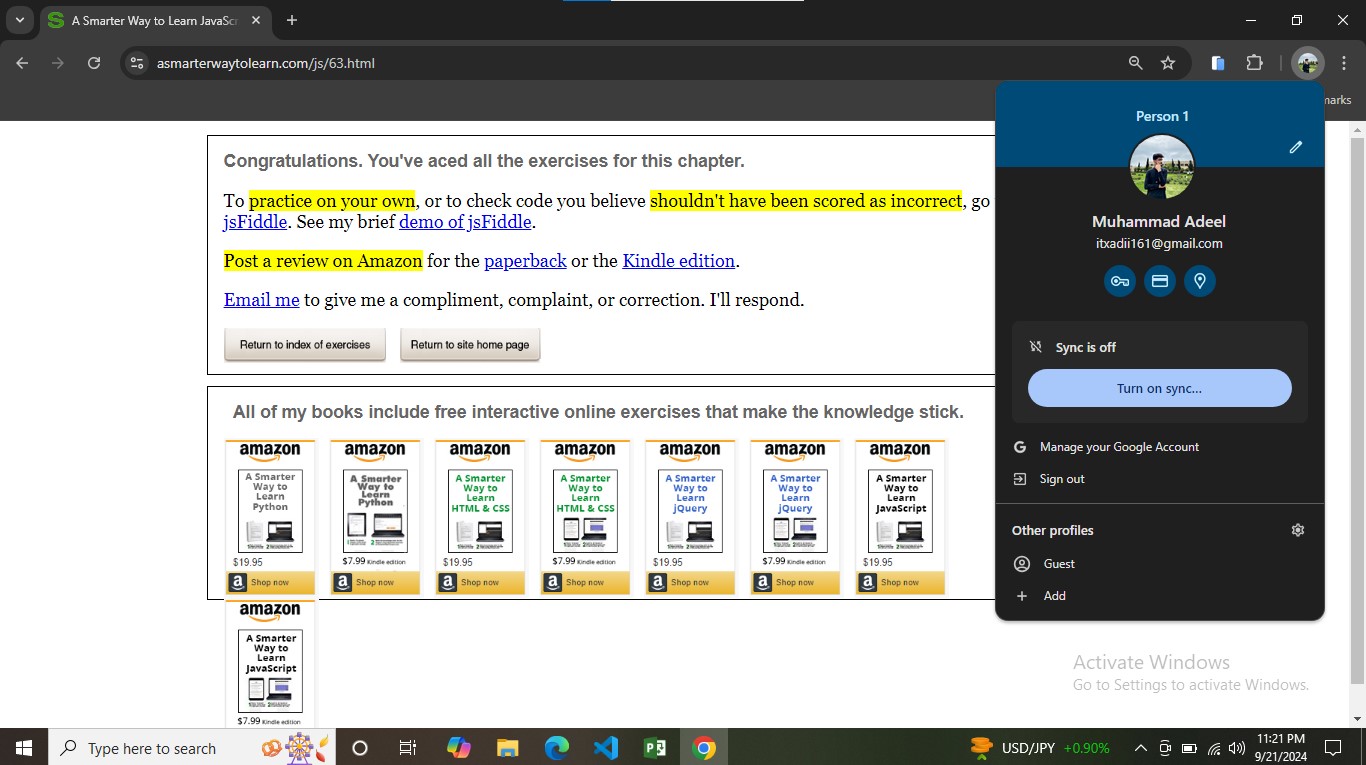 A Smarter Way to Learn JavaSc
asmarterwaytolearn.com/js/63.html
marks
Congratulations. You've aced all the exercises for this chapter.
To practice on your own, or to check code you believe shouldn't have been scored as incorrect, go
jsFiddle. See my brief demo of jsFiddle.
Post a review on Amazon for the paperback or the Kindle edition.
Email me to give me a compliment, complaint, or correction. I'll respond.
Return to index of exercises Return to site home page
All of my books include free interactive online exercises that make the knowledge stick.
amazon amazon amazon amazon amazon amazon amazon
A Smarter A Smarter A Smarter A Smarter A Smarter A Smarter A Smarter
Way to Way to Way to Way to Way to Way to Way to
Learn Learn Learn Learn Learn Learn Learn
Python Python HTML & CSS HTML & CSS jQuery jQuery JavaScript
$19.95 $7.99 Kindle edition $19.95 $7.99 Kindle edition $19.95 $7.99 Kindle edition $19.95
a Shop now a Shop now a Shop now a Shop now a Shop now a Shop now a Shop now
amazon
A Smarter
Way to
Learn
JavaScript
$7.99 Kindle edition
Person 1
Muhammad Adeel
itxadii161@gmail.com
Sync is off
Turn on sync...
G Manage your Google Account
Sign out
Other profiles
Guest
Add
Activate Windows
Go to Settings to activate Windows.
Type here to search
USD/JPY +0.90%
11:21 PM
9/21/2024